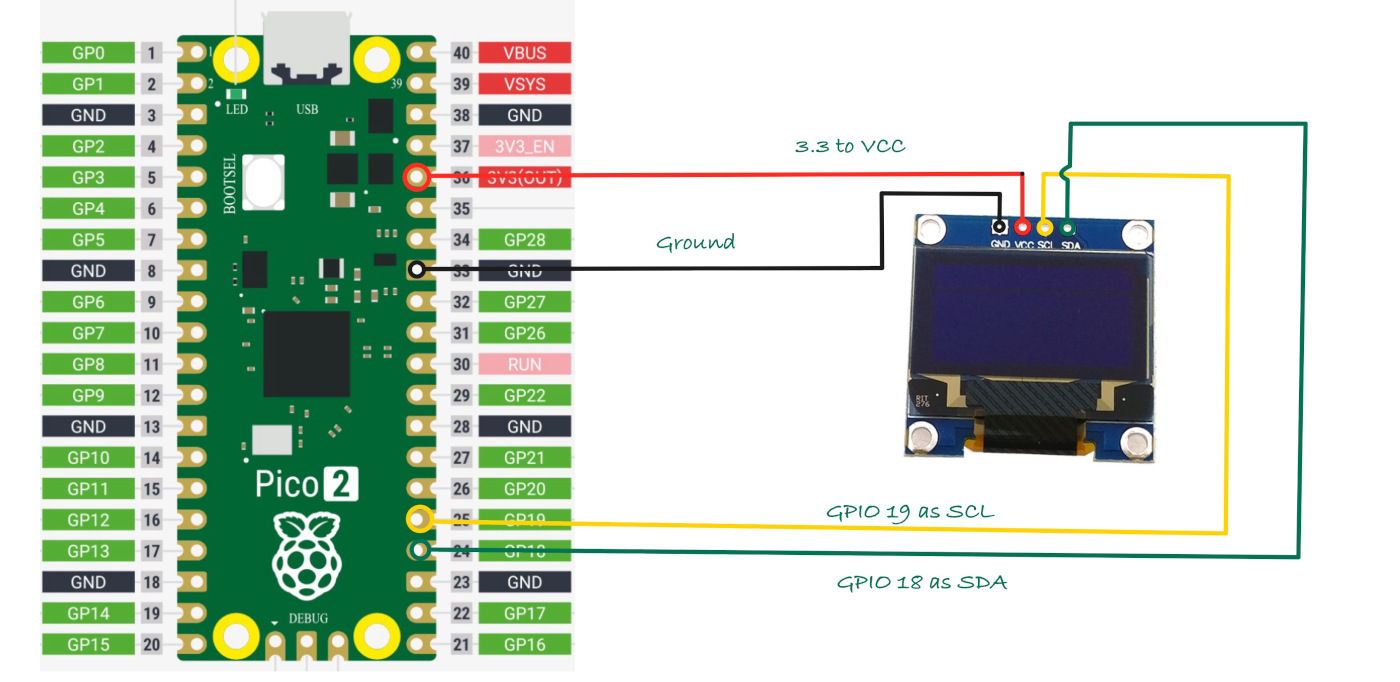 GP0 1 40 VBUS
GP1 2 39 VSYS
GND 3 38 GND
GP2 4 37 3V3_EN
GP3 5 36 3V3(OUT)
GP4 6 35
GP5 7 34 GP28
GND 8 33 GND
GP6 9 32 GP27
GP7 10 31 GP26
GP8 11 30 RUN
GP9 12 29 GP22
GND 13 28 GND
GP10 14 27 GP21
GP11 15 26 GP20
GP12 16 25 GP19
GP13 17 24 GP18
GND 18 23 GND
GP14 19 22 GP17
GP15 20 21 GP16
1
2
39
LED
USB
BOOTSEL
Pico 2
DEBUG
3.3 to VCC
Ground
GND VCC SCL SDA
RIT
276
GPIO 19 as SCL
GPIO 18 as SDA